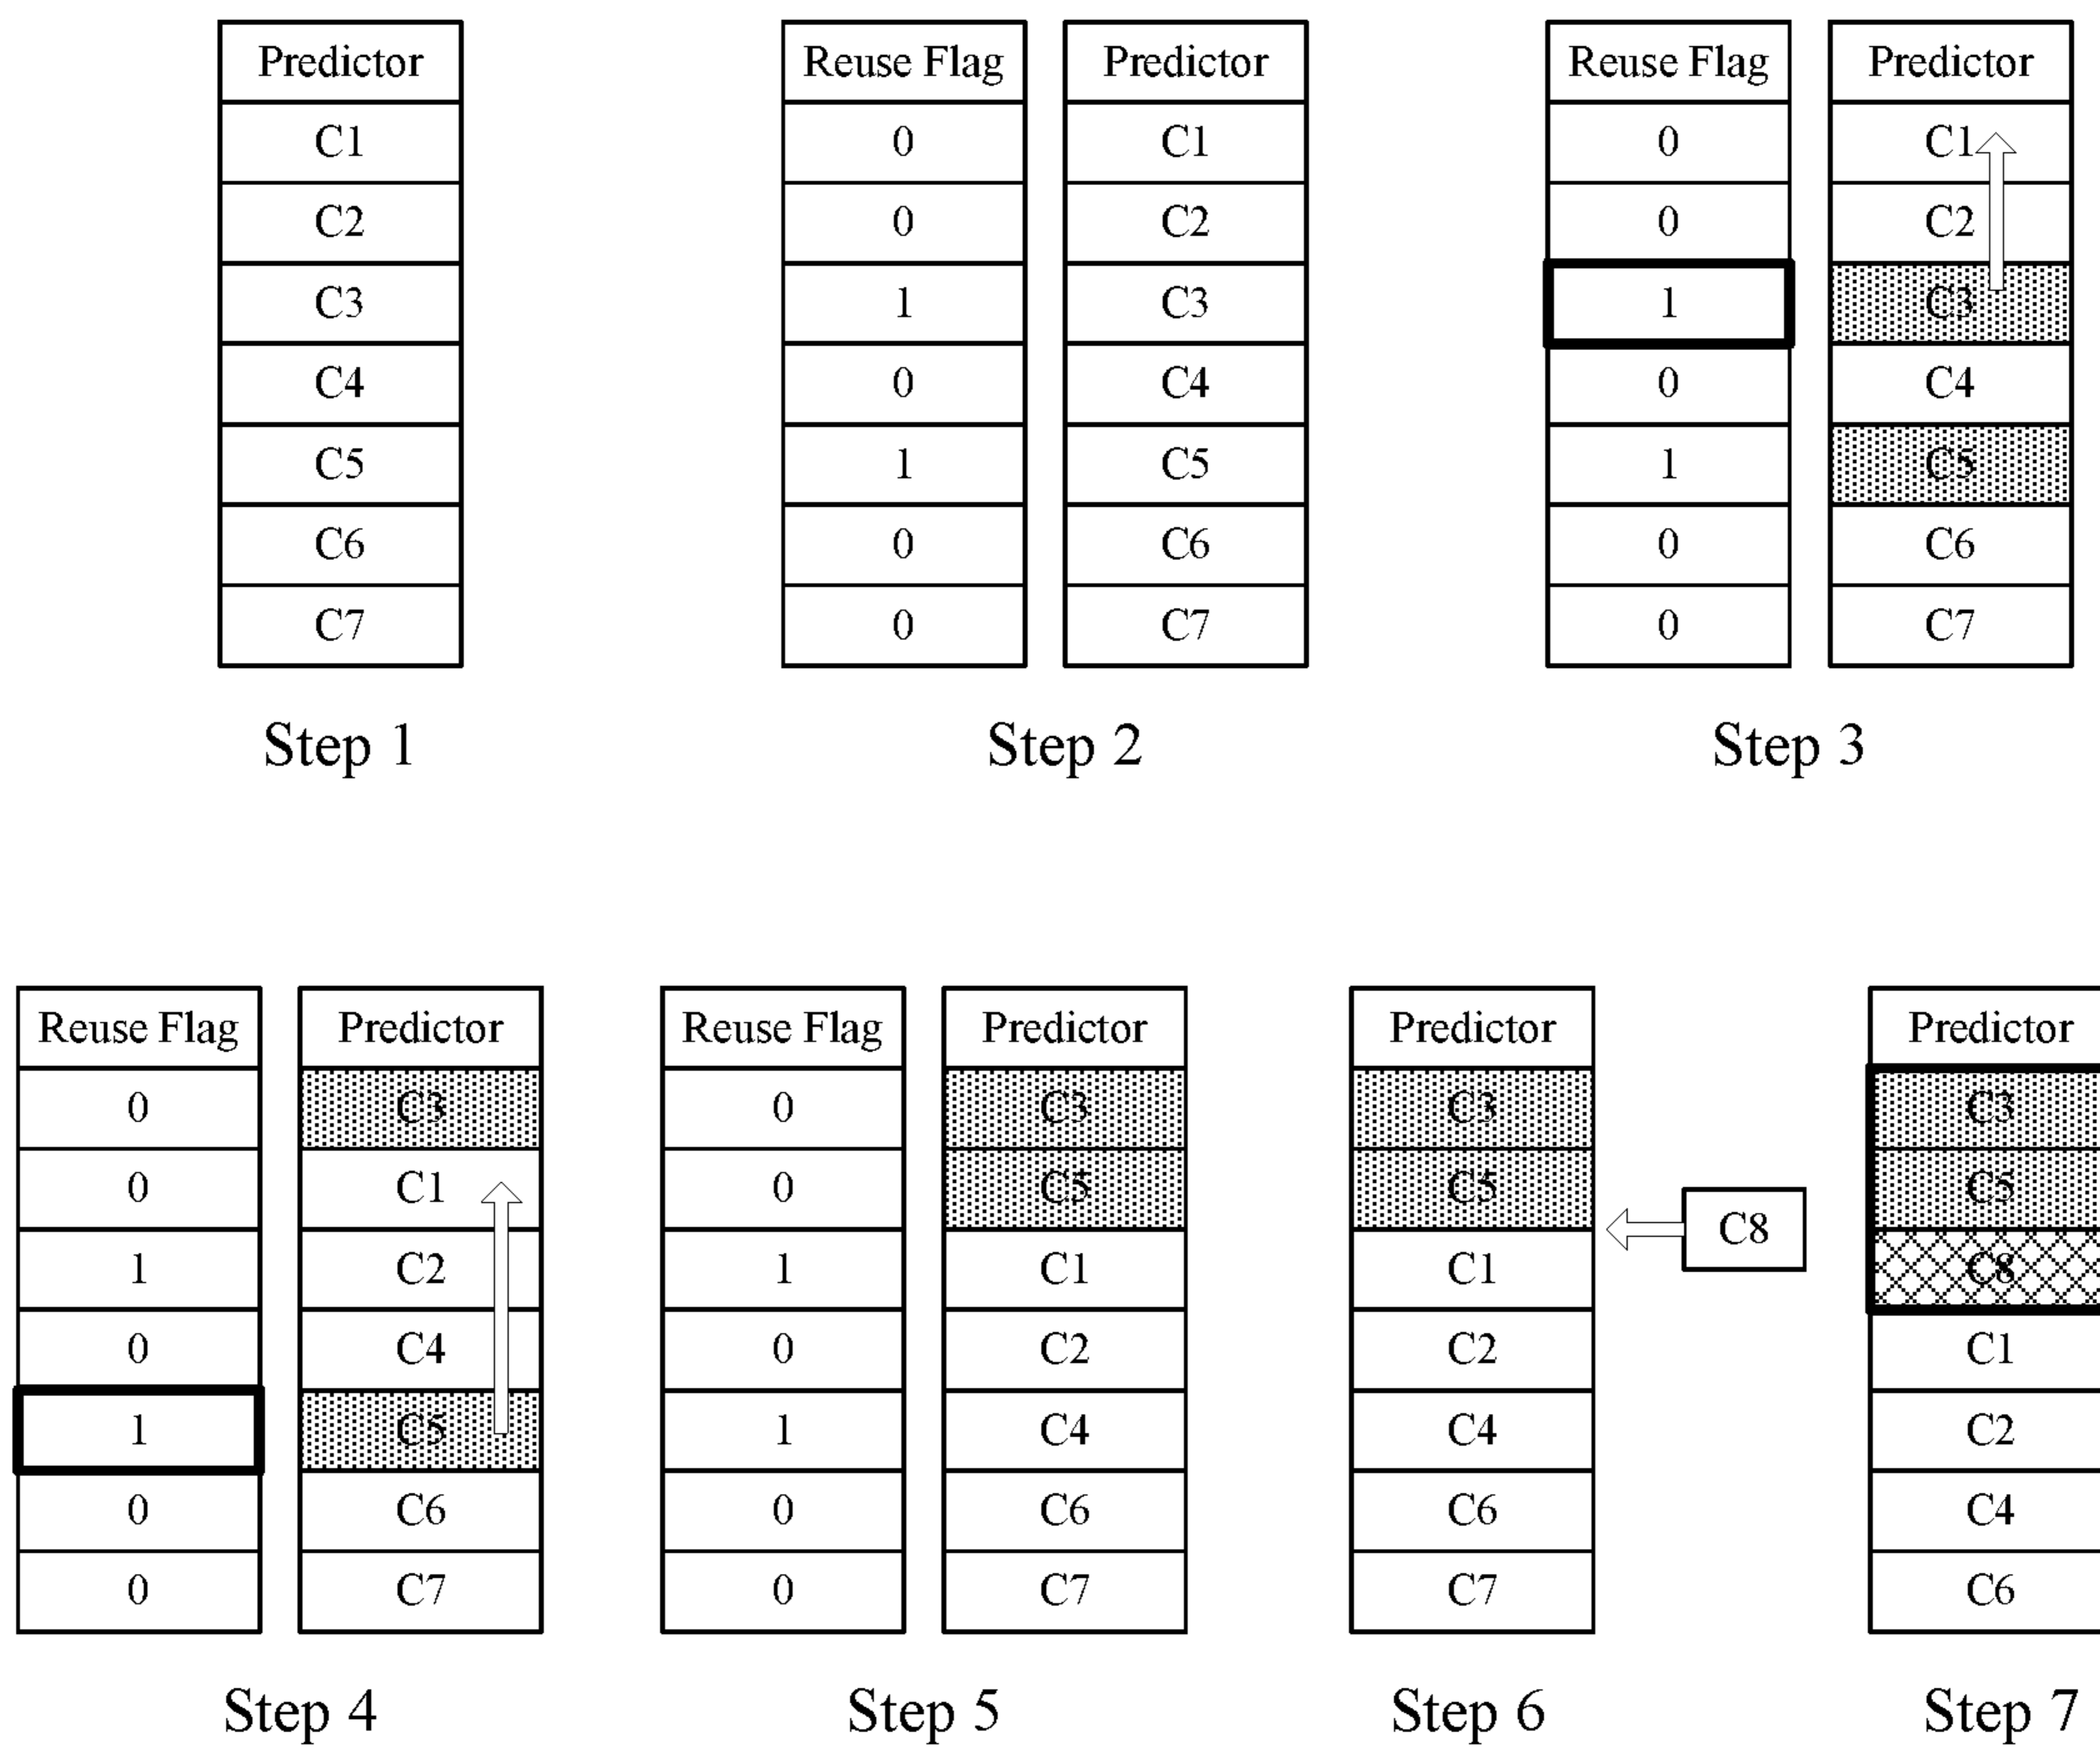 Predictor
C1
C2
C3
C4
C5
C6
C7
Step 1
Reuse Flag Predictor
0 C1
0 C2
1 C3
0 C4
1 C5
0 C6
0 C7
Step 2
Reuse Flag Predictor
0 C1
0 C2
1 C3
0 C4
1 C5
0 C6
0 C7
Step 3
Reuse Flag Predictor
0 C3
0 C1
1 C2
0 C4
1 C5
0 C6
0 C7
Step 4
Reuse Flag Predictor
0 C3
0 C5
1 C1
0 C2
1 C4
0 C6
0 C7
Step 5
Predictor
C3
C5
C8
C1
C2
C4
C6
C7
Step 6
Predictor
C3
C5
C8
C1
C2
C4
C6
Step 7